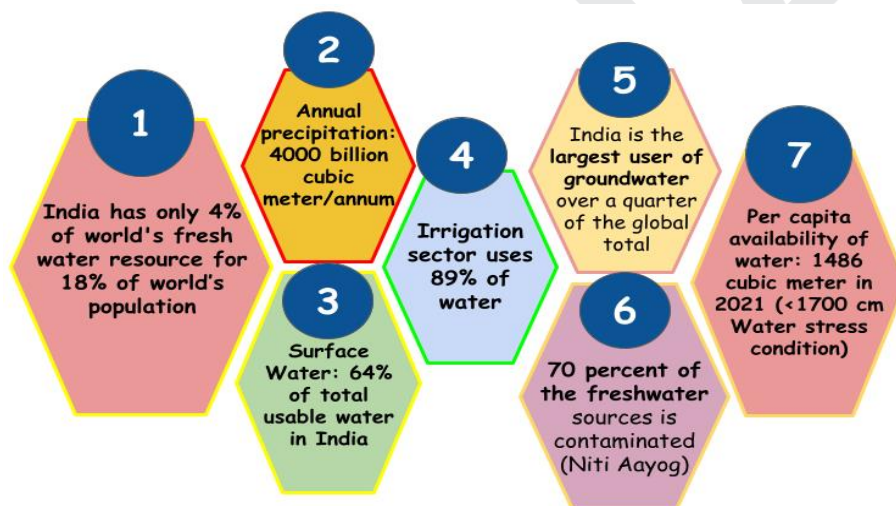 1
India has only 4%
of world's fresh
water resource for
18% of world's
population
2
Annual
precipitation:
4000 billion
cubic
meter/annum
3
Surface
Water: 64%
of total
usable water
in India
4
Irrigation
sector uses
89% of
water
5
India is the
largest user of
groundwater
over a quarter
of the global
total
6
70 percent of
the freshwater
sources is
contaminated
(Niti Aayog)
7
Per capita
availability of
water: 1486
cubic meter in
2021 (<1700 cm
Water stress
condition)